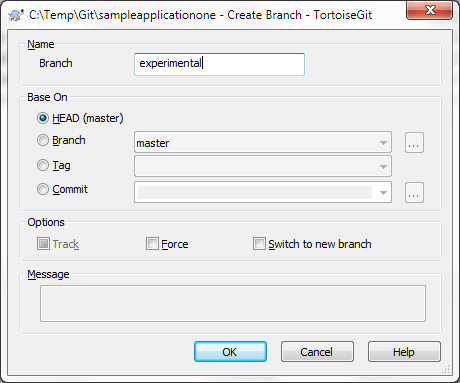 C:\Temp\Git\sampleapplicationone - Create Branch - TortoiseGit
Name
Branch experimental
Base On
HEAD (master)
Branch master ...
Tag
Commit ...
Options
Track Force Switch to new branch
Message
OK Cancel Help